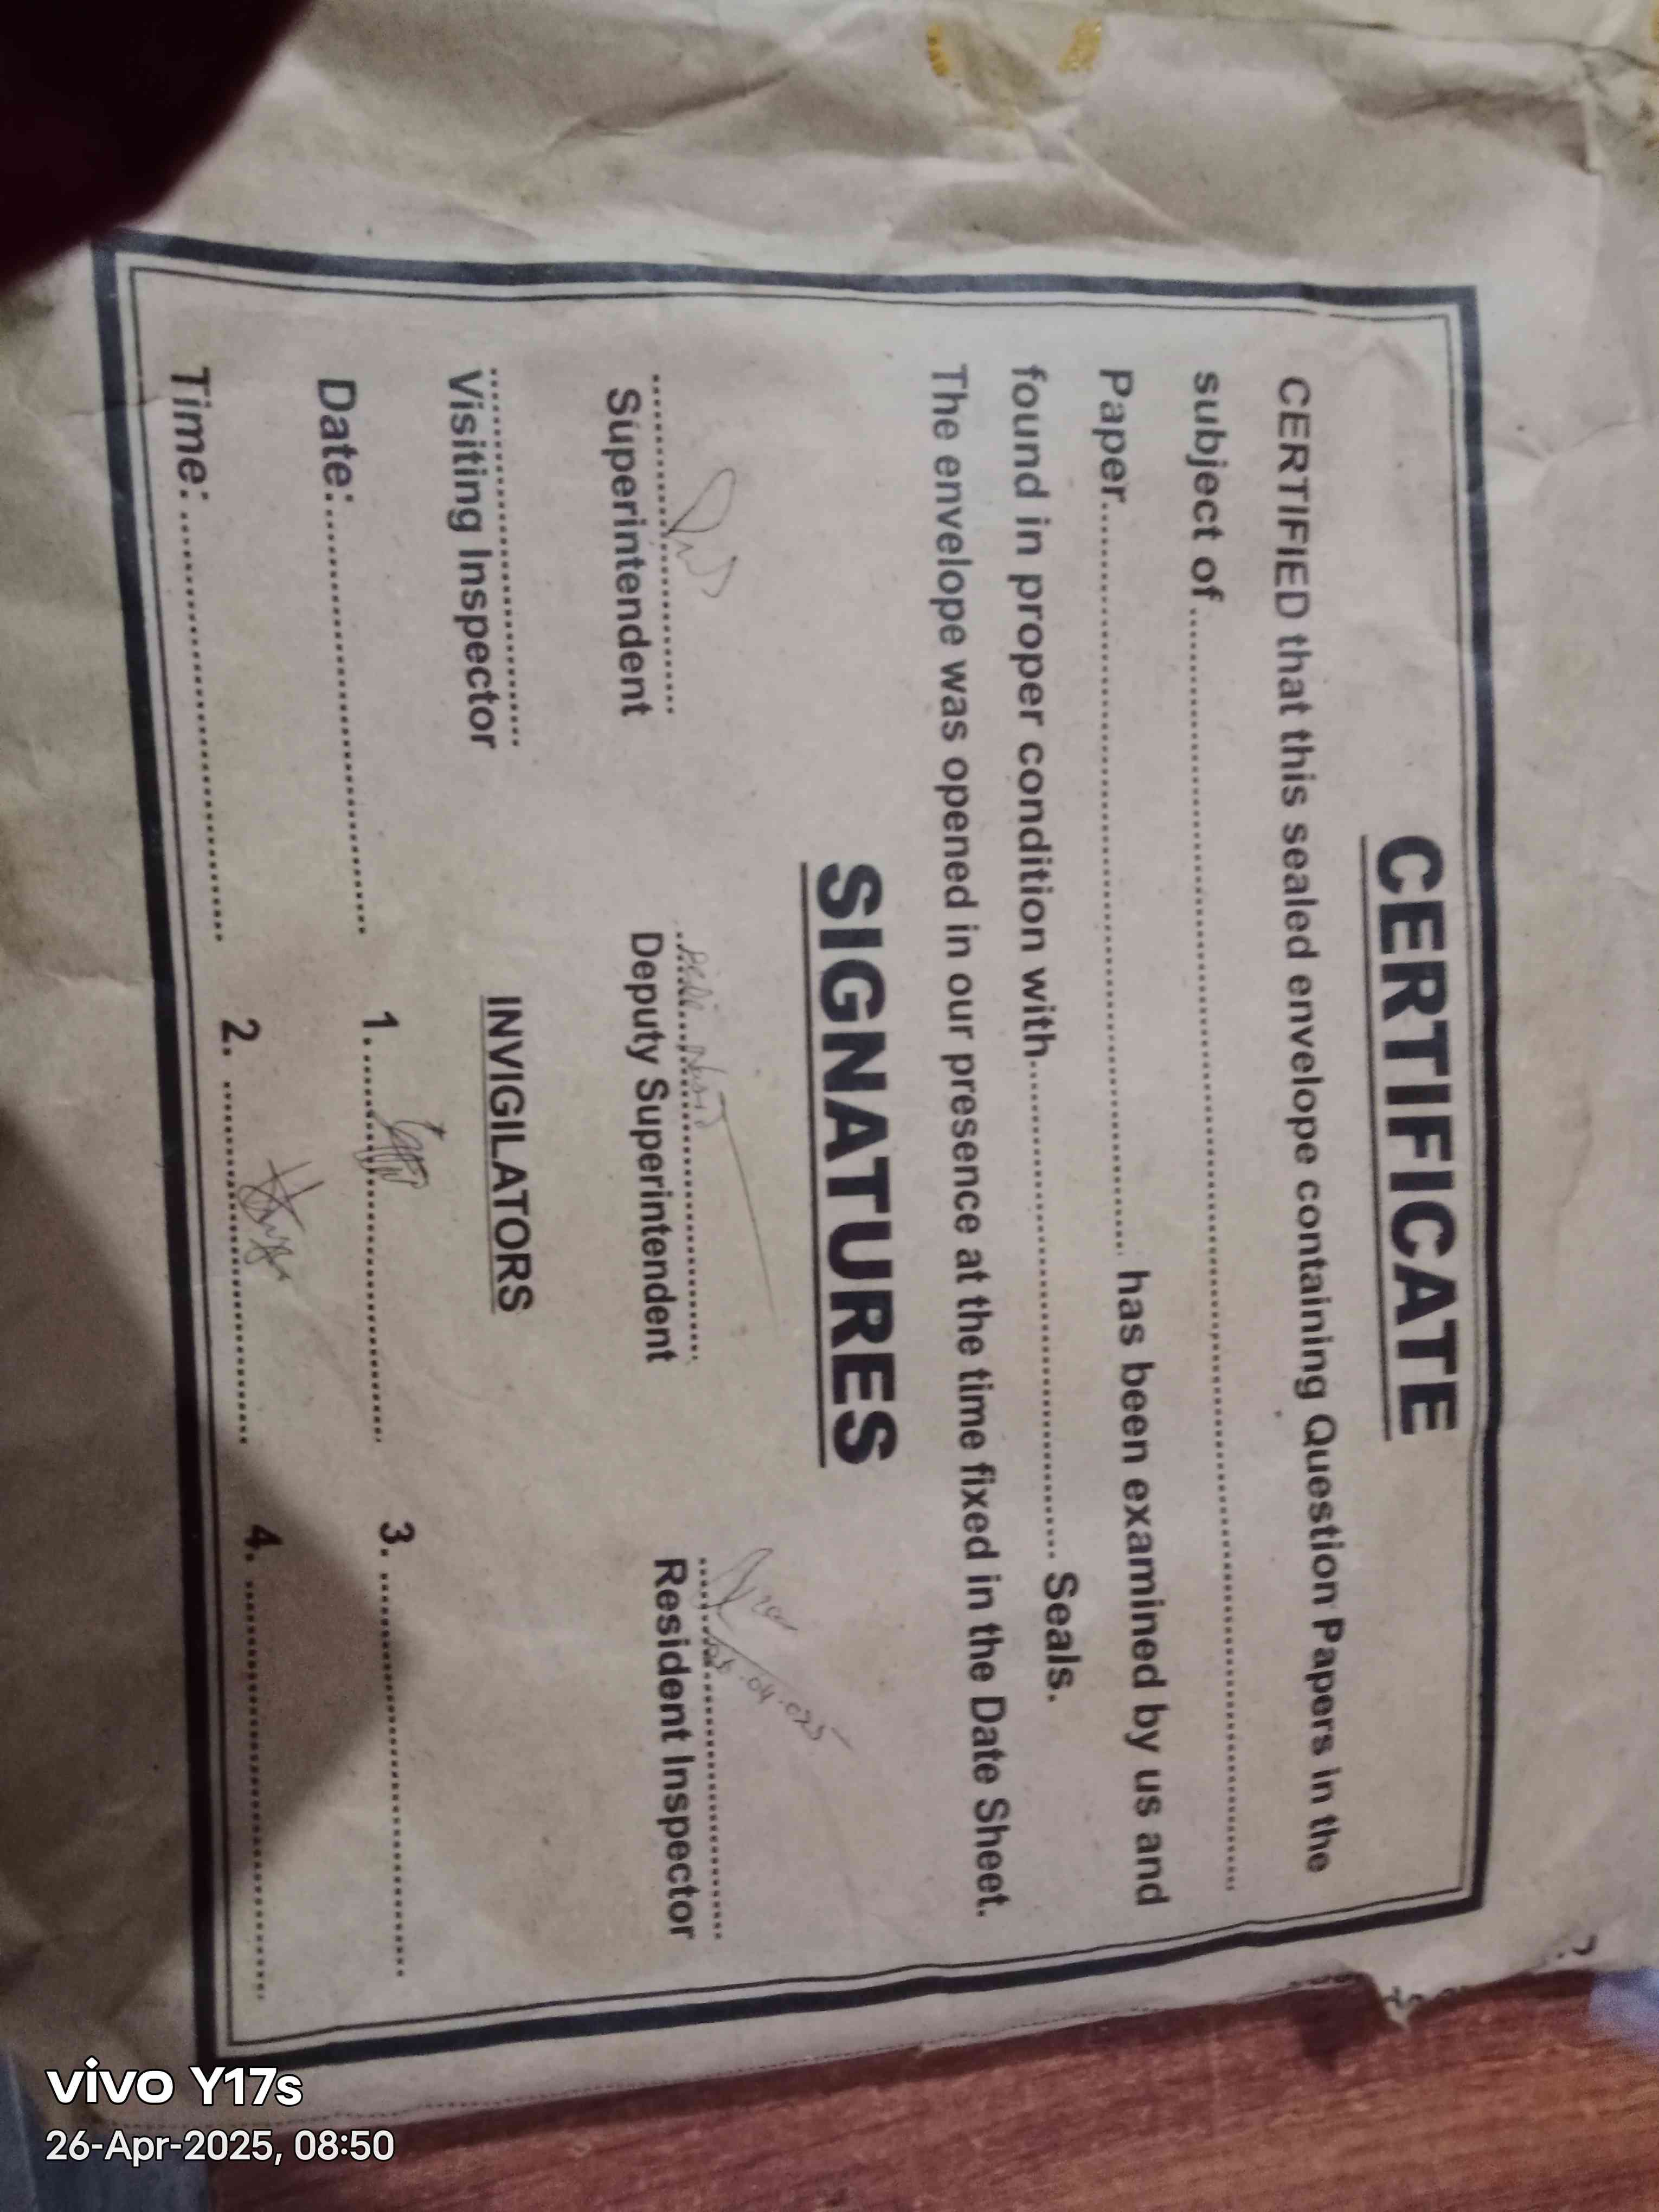 CERTIFICATE
CERTIFIED that this sealed envelope containing Question Papers in the
subject of ..........................................................
Paper.................................. has been examined by us and
found in proper condition with.............................. Seals.
The envelope was opened in our presence at the time fixed in the Date Sheet.
SIGNATURES
04.025
Superintendent Deputy Superintendent Resident Inspector
Visiting Inspector INVIGILATORS
Date:.............................. 1.............................. 3. ..............................
Time: .............................. 2. .............................. 4. ..............................
vivo Y17s
26-Apr-2025, 08:50